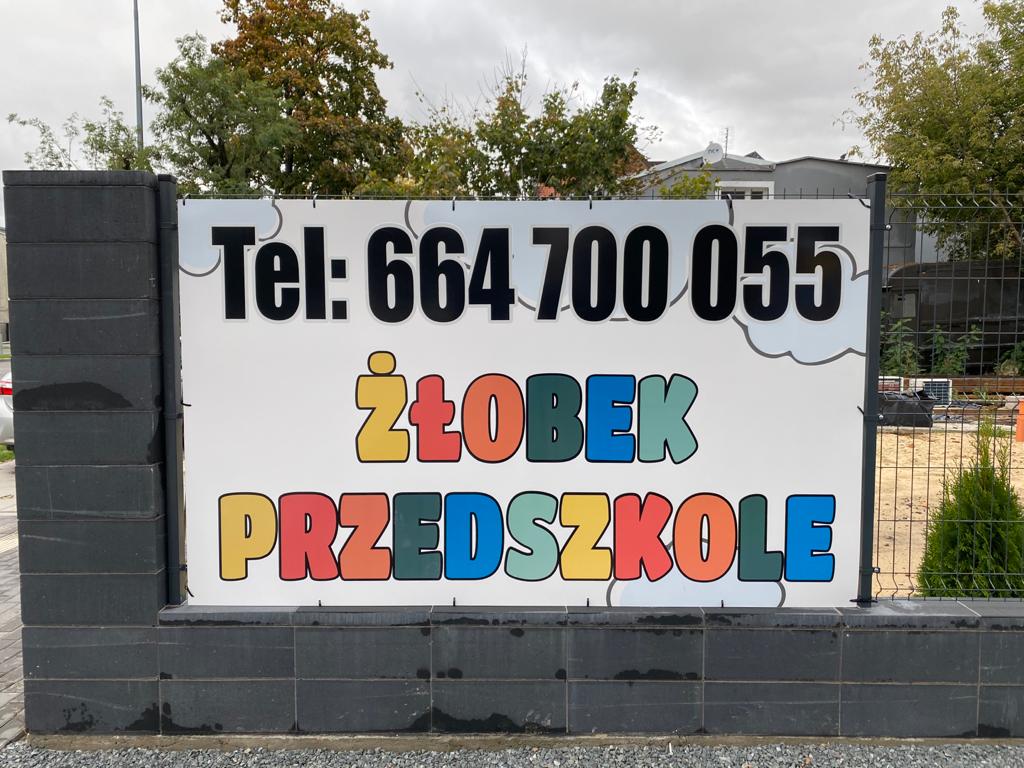 Tel: 664 700 055
ŻŁOBEK
PRZEDSZKOLE